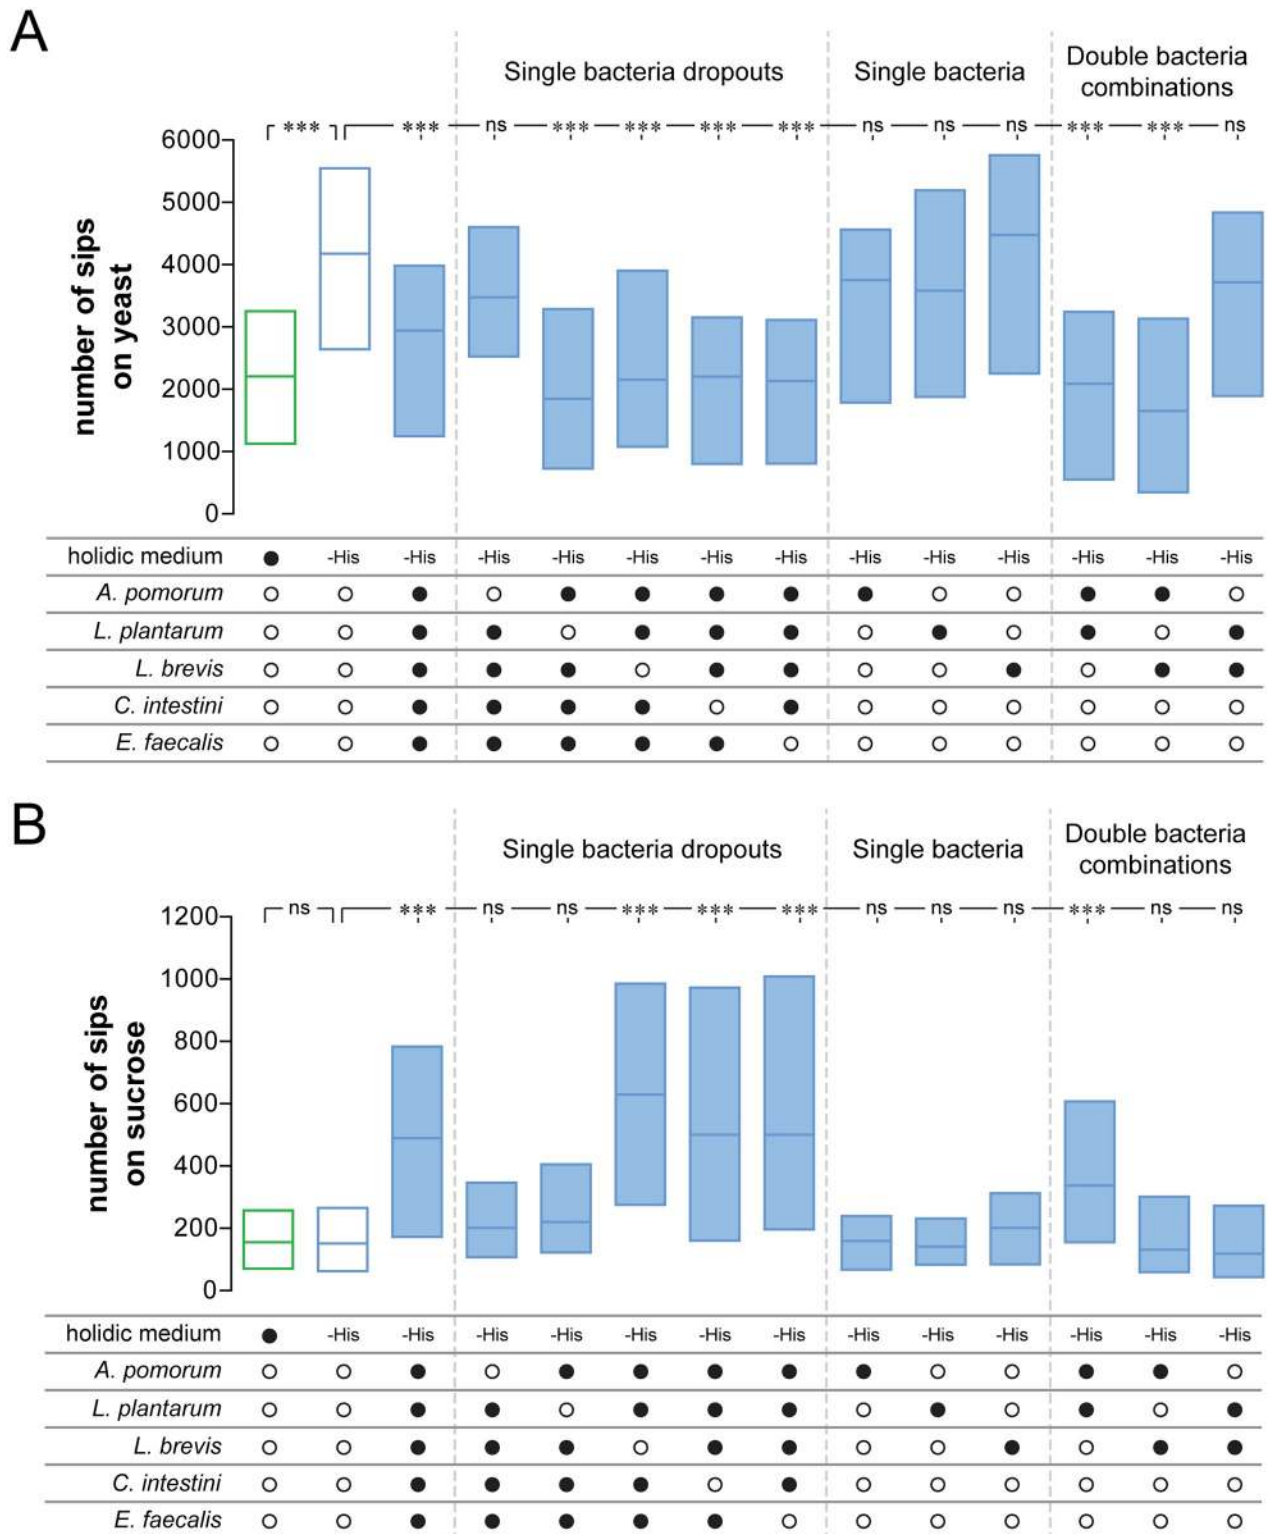 A
Single bacteria dropouts
Single bacteria
Double bacteria
combinations
*** *** ns *** *** *** *** ns ns ns *** *** ns
number of sips
on yeast
6000
5000
4000
3000
2000
1000
0
holidic medium -His -His -His -His -His -His -His -His -His -His -His -His -His
A. pomorum
L. plantarum
L. brevis
C. intestini
E. faecalis
B
Single bacteria dropouts
Single bacteria
Double bacteria
combinations
ns *** ns ns *** *** *** ns ns ns *** ns ns
number of sips
on sucrose
1200
1000
800
600
400
200
0
holidic medium -His -His -His -His -His -His -His -His -His -His -His -His -His
A. pomorum
L. plantarum
L. brevis
C. intestini
E. faecalis